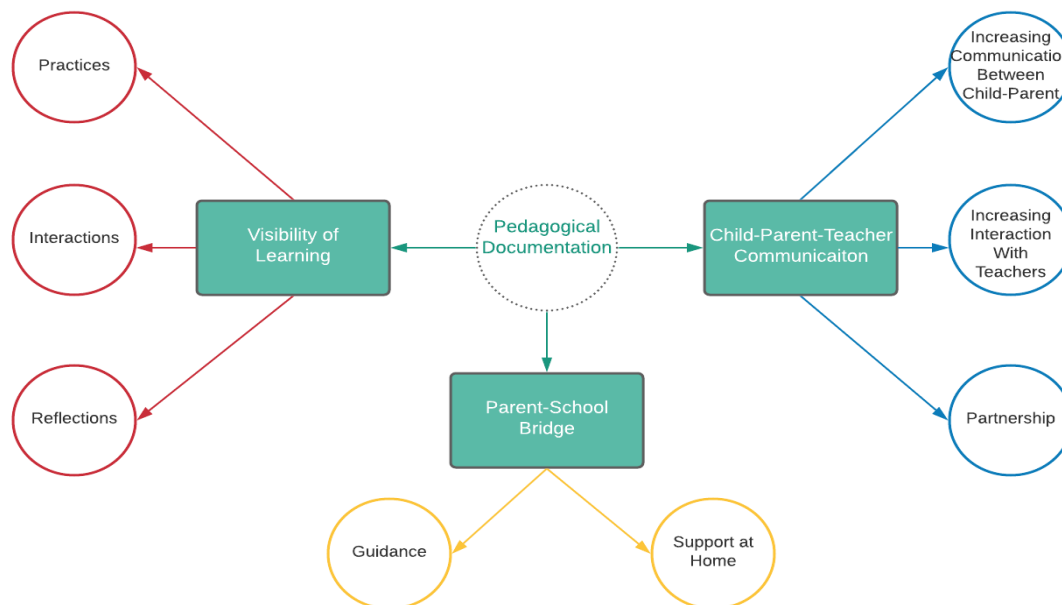 Practices
Interactions
Reflections
Visibility of
Learning
Pedagogical
Documentation
Child-Parent-Teacher
Communicaiton
Increasing
Communication
Between
Child-Parent
Increasing
Interaction
With
Teachers
Partnership
Parent-School
Bridge
Guidance
Support at
Home